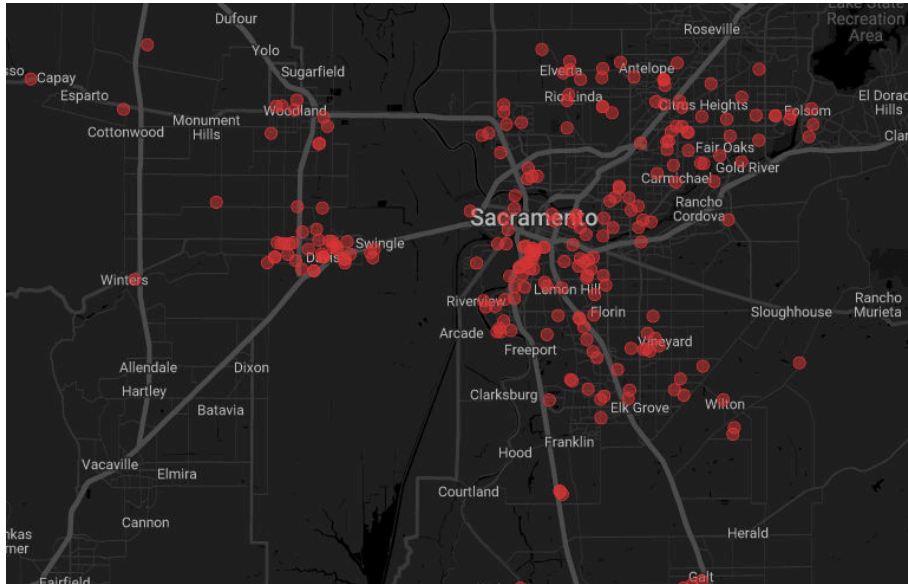 Lake State
Recreation
Area
Dufour
Roseville
Yolo
Sugarfield
Elverta
Antelope
Capay
Esparto
Woodland
Rio Linda
Citrus Heights
Folsom
El Dorado
Hills
Monument
Hills
Cottonwood
Fair Oaks
Gold River
Carmichael
Rancho
Cordova
Sacramento
Davis
Swingle
Winters
Lemon Hill
Riverview
Florin
Sloughhouse
Rancho
Murieta
Arcade
Freeport
Vineyard
Allendale
Dixon
Hartley
Clarksburg
Batavia
Elk Grove
Wilton
Franklin
Hood
Vacaville
Elmira
Courtland
Cannon
Herald
Fairfield
Galt